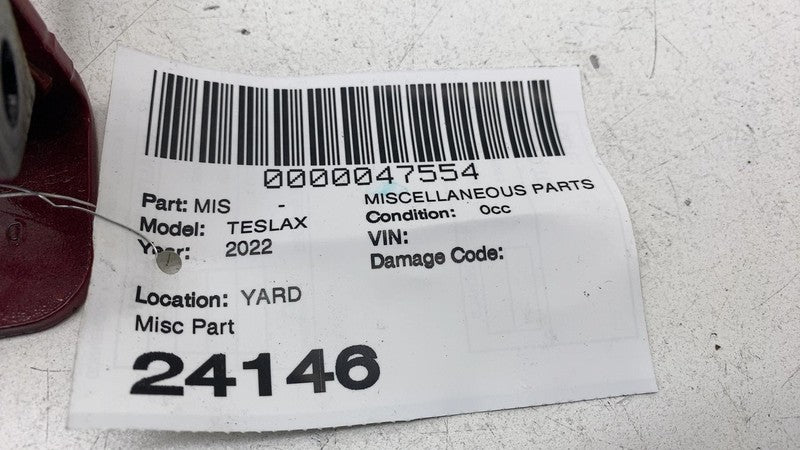 0000047554
Part: MIS - MISCELLANEOUS PARTS
Model: TESLAX Condition: 0cc
Year: 2022 VIN:
Damage Code:
Location: YARD
Misc Part
24146